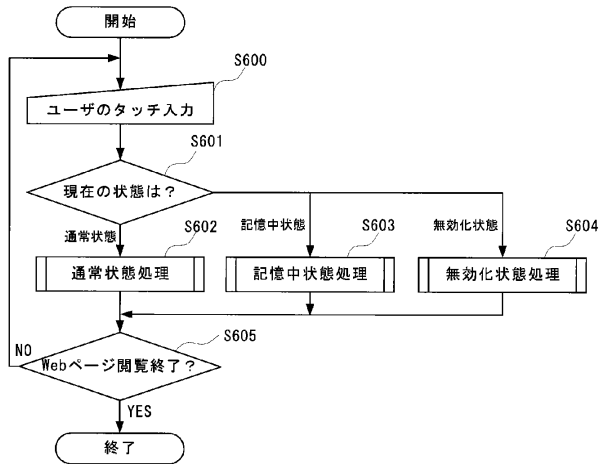 開始
S600
ユーザのタッチ入力
S601
現在の状態は？
通常状態
S602
記憶中状態
S603
無効化状態
S604
通常状態処理
記憶中状態処理
無効化状態処理
S605
NO
Webページ閲覧終了？
YES
終了